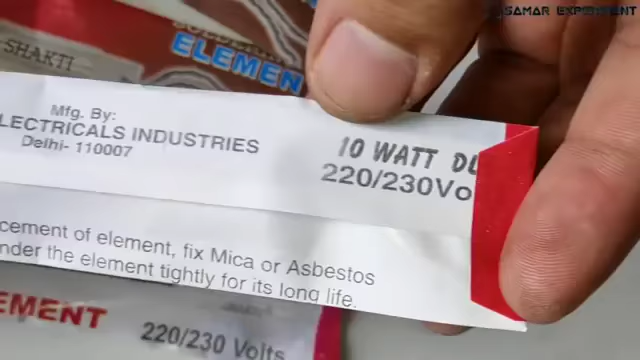 SAMAR EXPERIMENT
ELEMEN
SHAKTI
Mfg. By:
LECTRICALS INDUSTRIES
Delhi- 110007
10 WATT DL
220/230Vo
cement of element, fix Mica or Asbestos
nder the element tightly for its long life.
EMENT
220/230 Volts